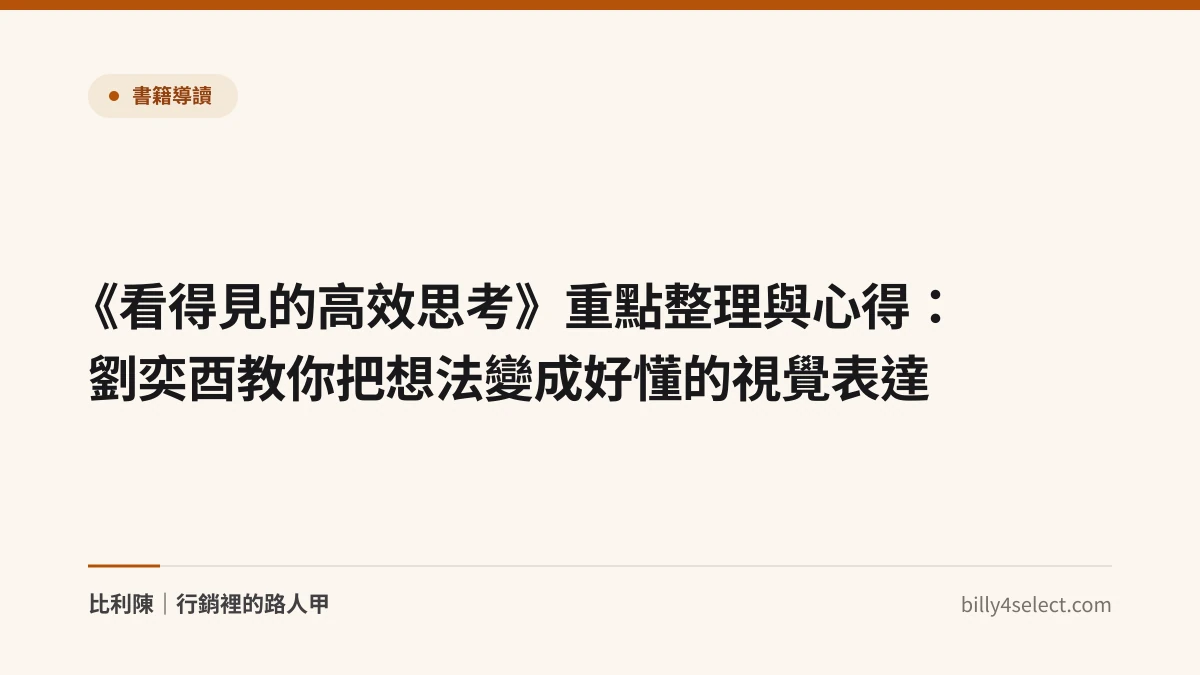 書籍導讀
《看得見的高效思考》重點整理與心得：
劉奕酉教你把想法變成好懂的視覺表達
比利陳｜行銷裡的路人甲
billy4select.com